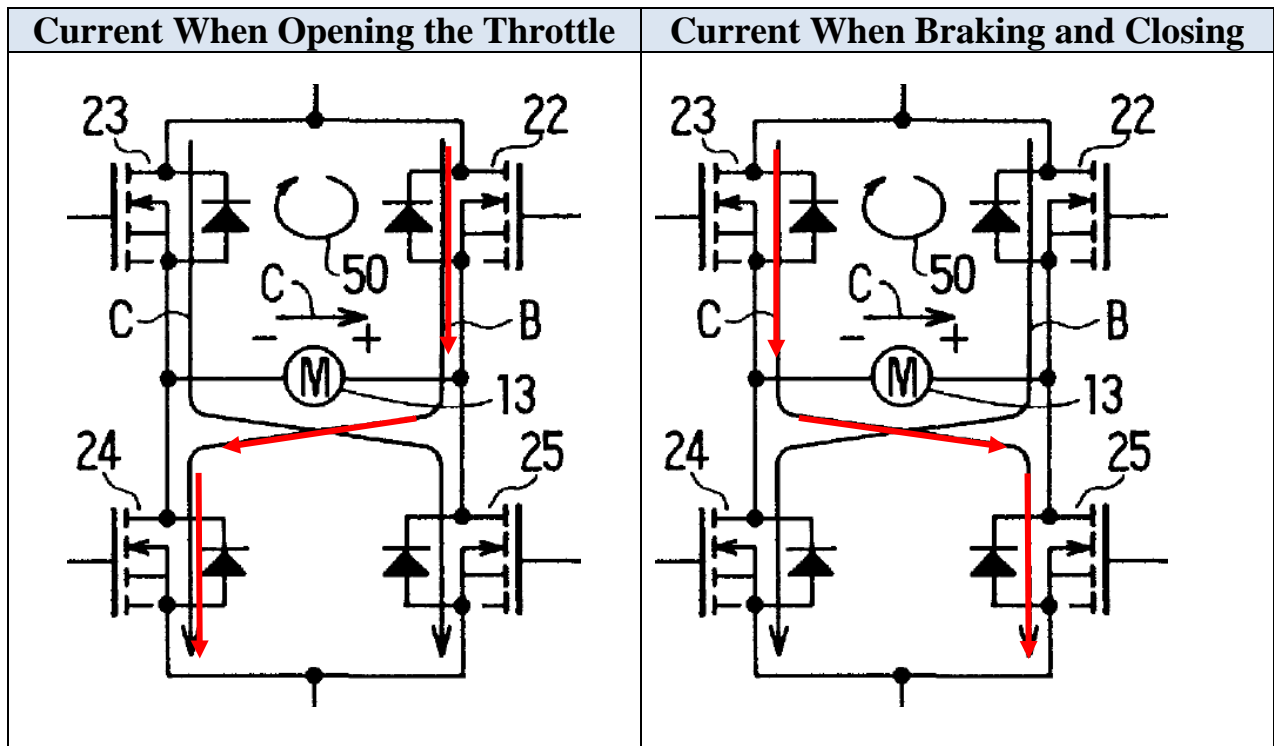 Current When Opening the Throttle
Current When Braking and Closing
23
22
50
C
C
B
- +
M
13
24
25
23
22
50
C
C
B
- +
M
13
24
25